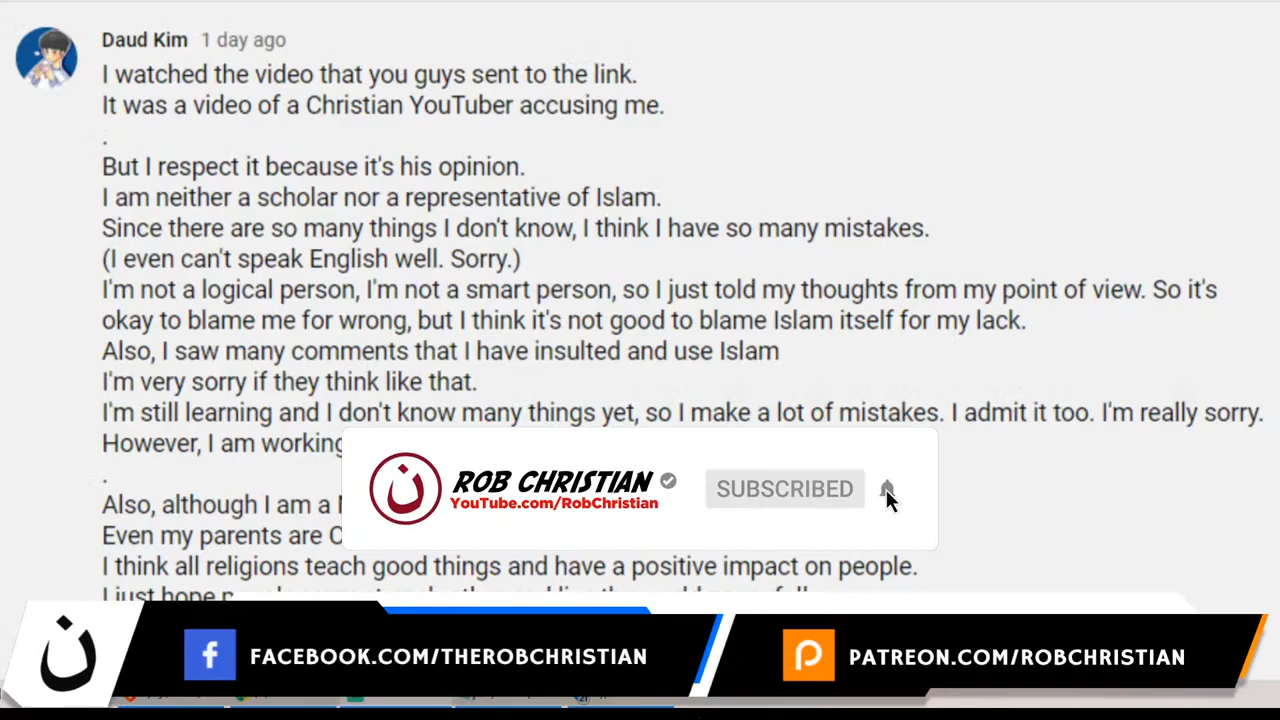 Daud Kim 1 day ago
I watched the video that you guys sent to the link.
It was a video of a Christian YouTuber accusing me.
.
But I respect it because it's his opinion.
I am neither a scholar nor a representative of Islam.
Since there are so many things I don't know, I think I have so many mistakes.
(I even can't speak English well. Sorry.)
I'm not a logical person, I'm not a smart person, so I just told my thoughts from my point of view. So it's
okay to blame me for wrong, but I think it's not good to blame Islam itself for my lack.
Also, I saw many comments that I have insulted and use Islam
I'm very sorry if they think like that.
I'm still learning and I don't know many things yet, so I make a lot of mistakes. I admit it too. I'm really sorry.
However, I am working
.
Also, although I am a
Even my parents are
I think all religions teach good things and have a positive impact on people.
I just hope
ن
ROB CHRISTIAN
YouTube.com/RobChristian
SUBSCRIBED
ن
f
FACEBOOK.COM/THEROBCHRISTIAN
PATREON.COM/ROBCHRISTIAN